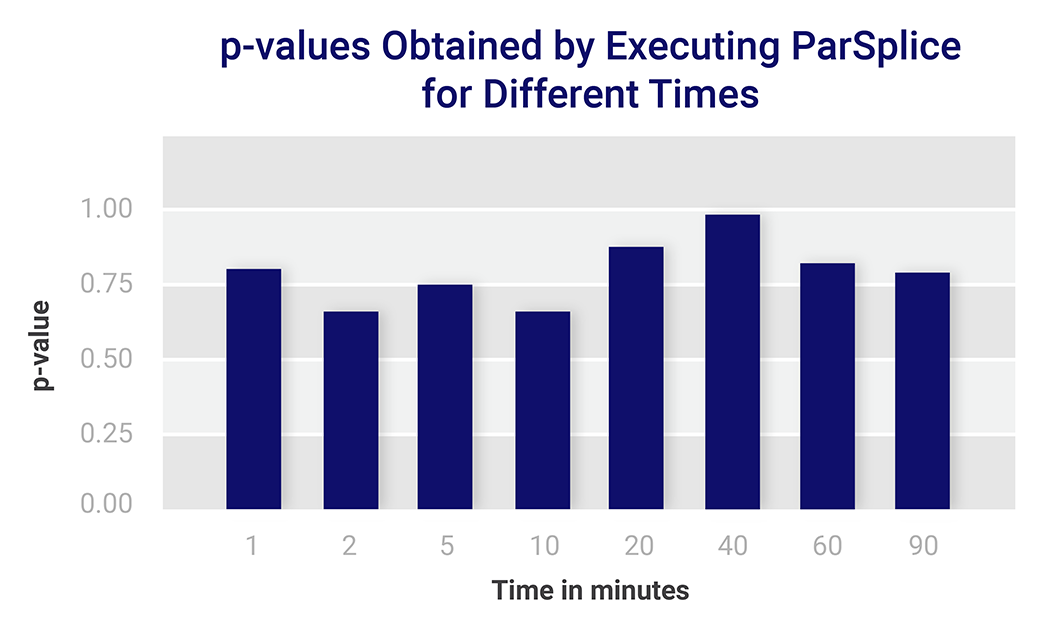 p-values Obtained by Executing ParSplice
for Different Times
1.00
0.75
0.50
0.25
0.00
p-value
1 2 5 10 20 40 60 90
Time in minutes